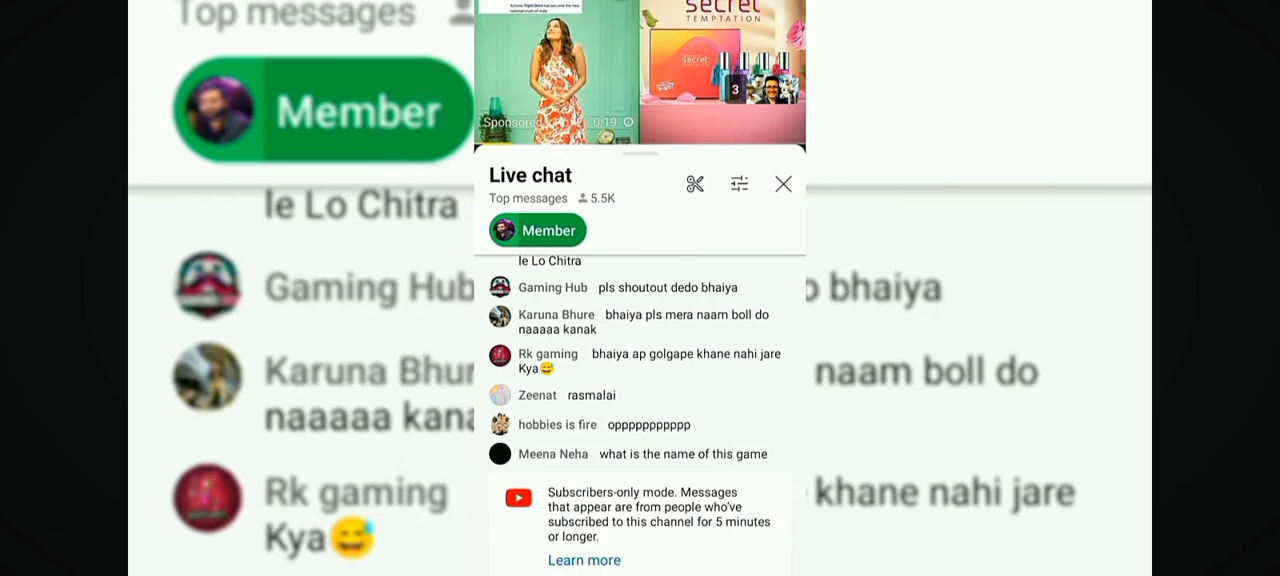 Top messages
Member
le Lo Chitra
Gaming Hub
o bhaiya
Karuna Bhur
naam boll do
naaaaa kana
Rk gaming
khane nahi jare
Kya😅
secret
TEMPTATION
secret
3
Sponsored
0:19
Live chat
Top messages 5.5K
Member
le Lo Chitra
Gaming Hub pls shoutout dedo bhaiya
Karuna Bhure bhaiya pls mera naam boll do
naaaaa kanak
Rk gaming bhaiya ap golgape khane nahi jare
Kya😅
Zeenat rasmalai
hobbies is fire opppppppppp
Meena Neha what is the name of this game
Subscribers-only mode. Messages
that appear are from people who've
subscribed to this channel for 5 minutes
or longer.
Learn more